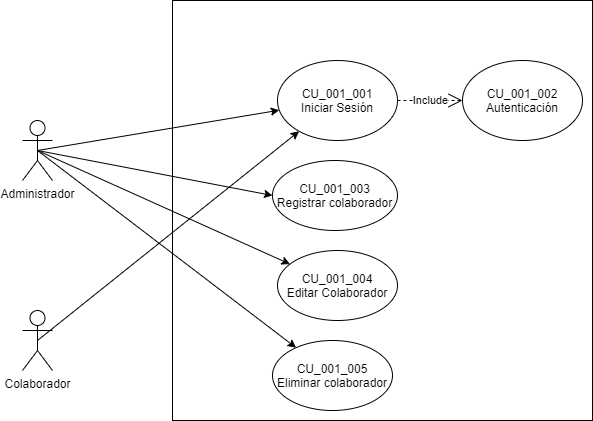 CU_001_001
Iniciar Sesión
Include
CU_001_002
Autenticación
Administrador
CU_001_003
Registrar colaborador
CU_001_004
Editar Colaborador
Colaborador
CU_001_005
Eliminar colaborador